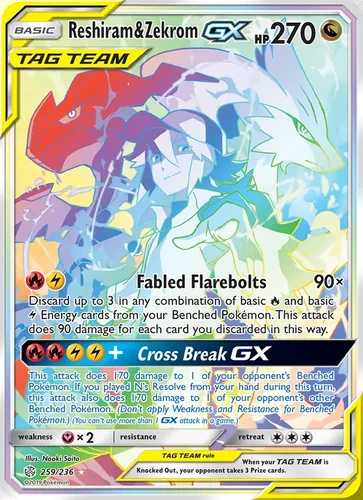 BASIC
Reshiram&Zekrom GX HP270
TAG TEAM
Fabled Flarebolts 90×
Discard up to 3 in any combination of basic and basic
Energy cards from your Benched Pokémon. This attack
does 90 damage for each card you discarded in this way.
+ Cross Break GX
This attack does 170 damage to 1 of your opponent's Benched
Pokémon. If you played N's Resolve from your hand during this turn,
this attack also does 170 damage to 1 of your opponent's other
Benched Pokémon. (Don't apply Weakness and Resistance for Benched
Pokémon.) (You can't use more than 1 GX attack in a game.)
weakness ×2 resistance retreat
Illus. Naoki Saito
259/236
©2019 Pokémon
TAG TEAM rule
When your TAG TEAM is
Knocked Out, your opponent takes 3 Prize cards.